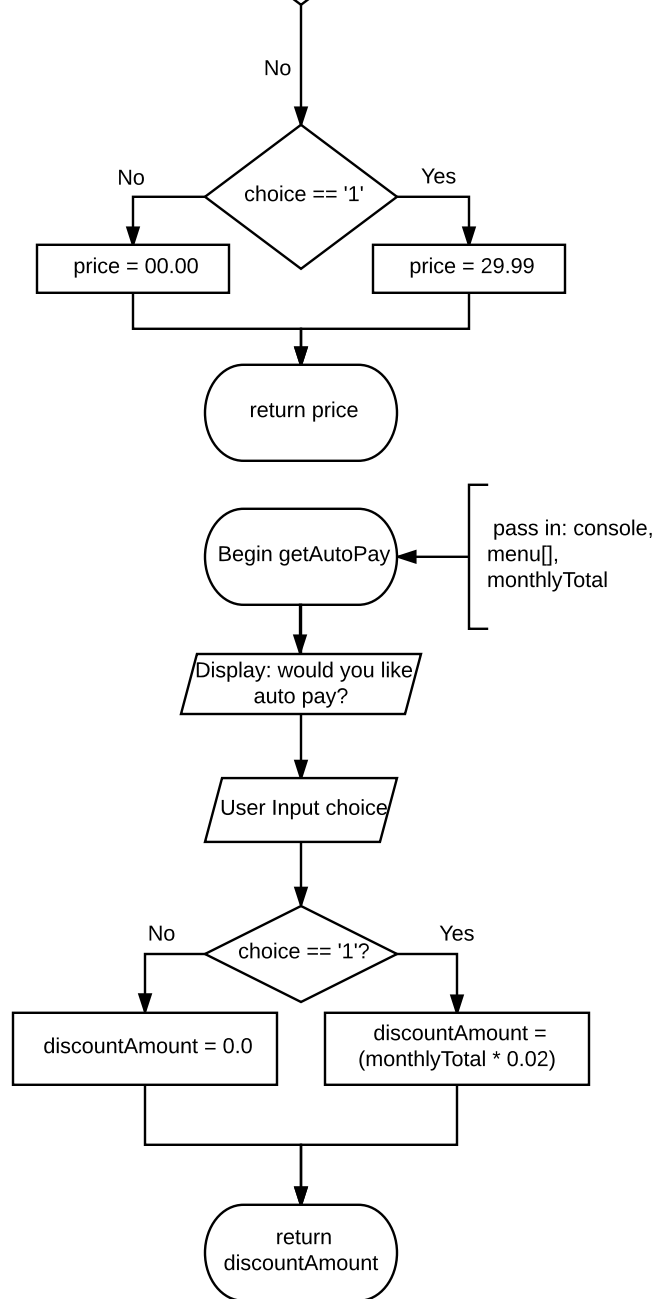 No
choice == '1'
No
Yes
price = 00.00
price = 29.99
return price
Begin getAutoPay
pass in: console,
menu[],
monthlyTotal
Display: would you like
auto pay?
User Input choice
choice == '1'?
No
Yes
discountAmount = 0.0
discountAmount =
(monthlyTotal * 0.02)
return
discountAmount